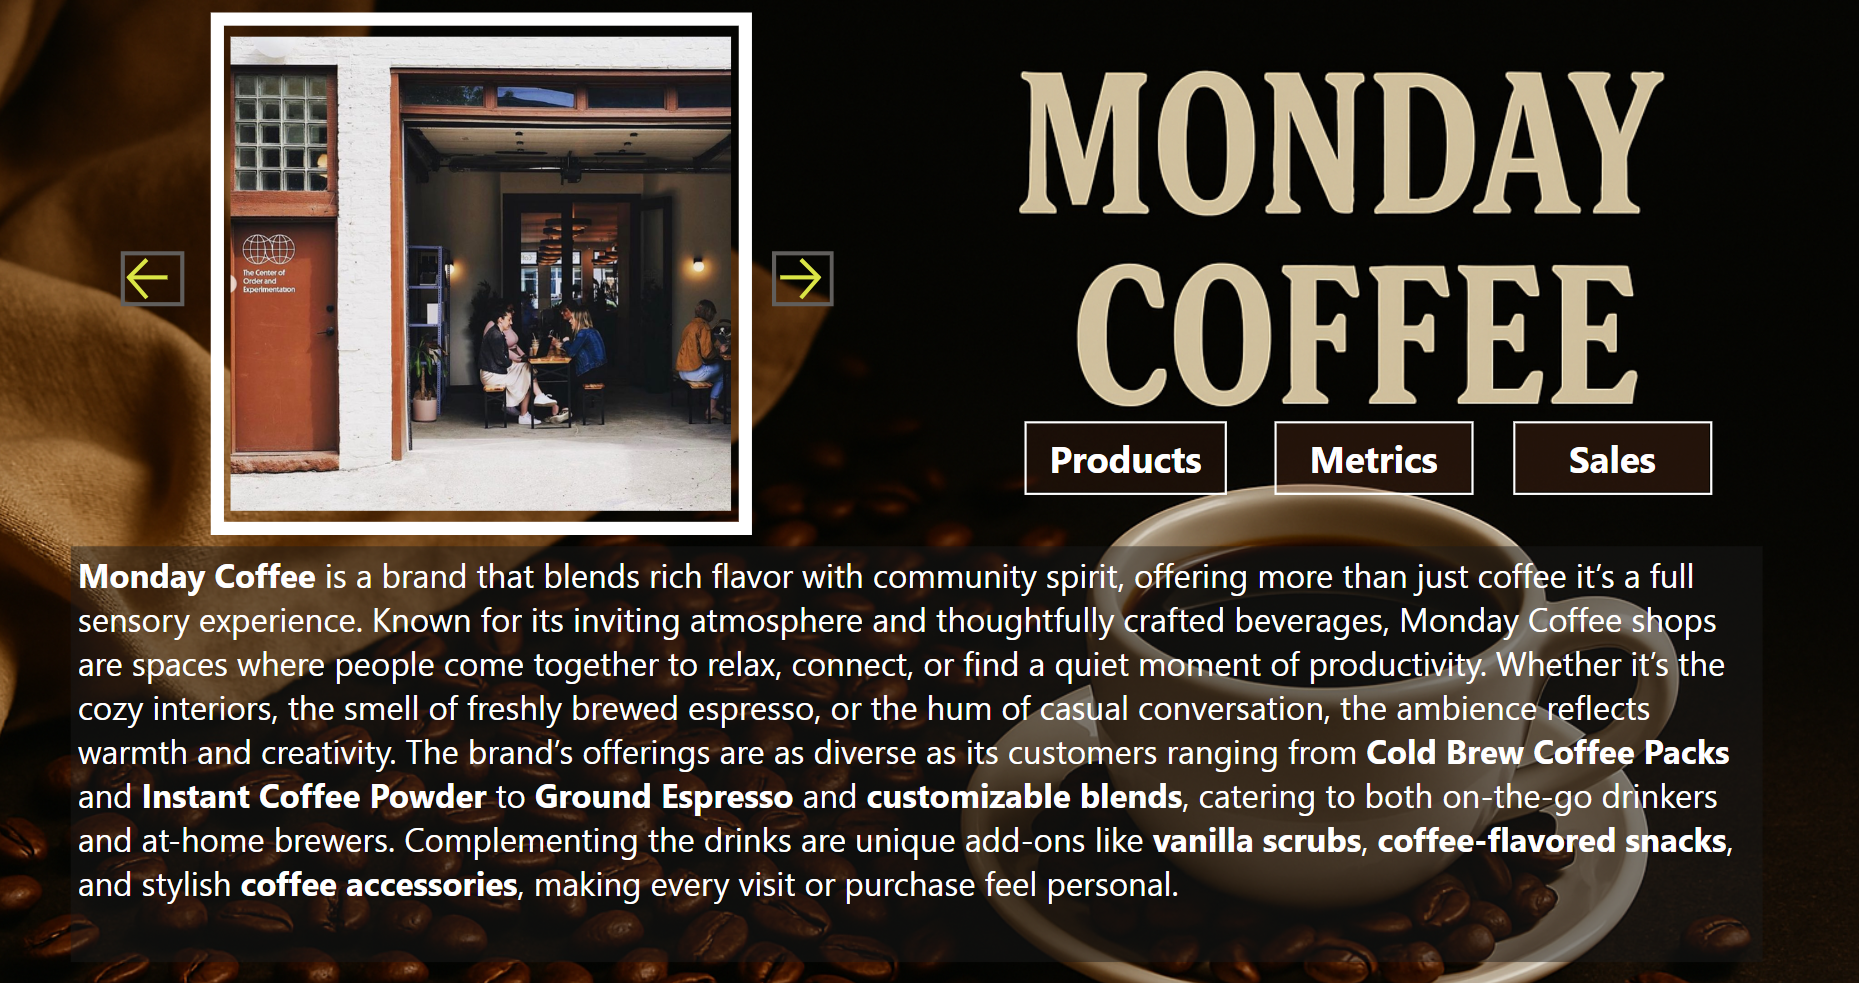 The Center of
Order and
Experimentation
MONDAY
COFFEE
Products
Metrics
Sales
Monday Coffee is a brand that blends rich flavor with community spirit, offering more than just coffee it’s a full
sensory experience. Known for its inviting atmosphere and thoughtfully crafted beverages, Monday Coffee shops
are spaces where people come together to relax, connect, or find a quiet moment of productivity. Whether it’s the
cozy interiors, the smell of freshly brewed espresso, or the hum of casual conversation, the ambience reflects
warmth and creativity. The brand’s offerings are as diverse as its customers ranging from Cold Brew Coffee Packs
and Instant Coffee Powder to Ground Espresso and customizable blends, catering to both on-the-go drinkers
and at-home brewers. Complementing the drinks are unique add-ons like vanilla scrubs, coffee-flavored snacks,
and stylish coffee accessories, making every visit or purchase feel personal.